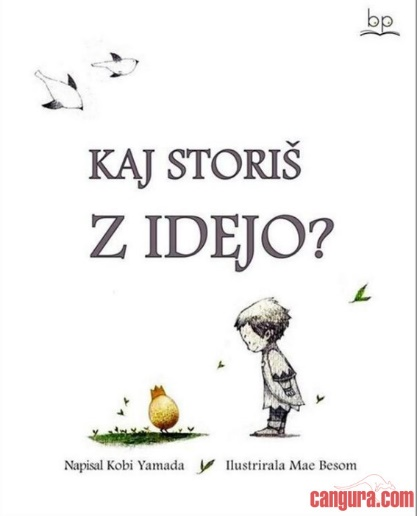 bp
KAJ STORIŠ
Z IDEJO?
Napisal Kobi Yamada Ilustrirala Mae Besom
cangura.com